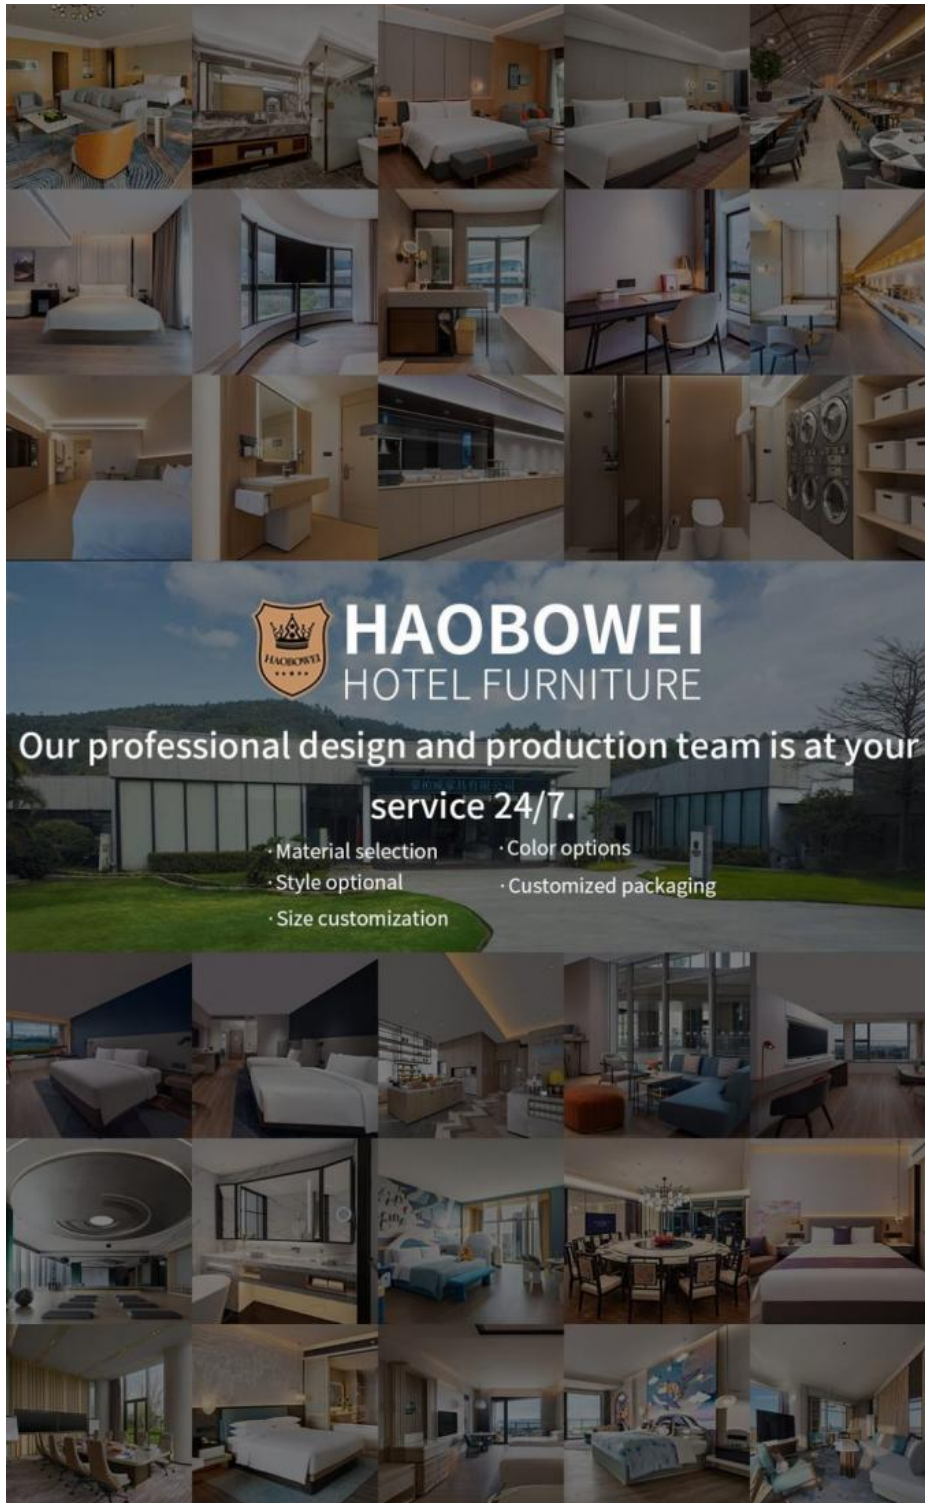 HAOBOWEI
HAOBOWEI
HOTEL FURNITURE
Our professional design and production team is at your
service 24/7.
·Material selection
·Style optional
·Size customization
·Color options
·Customized packaging